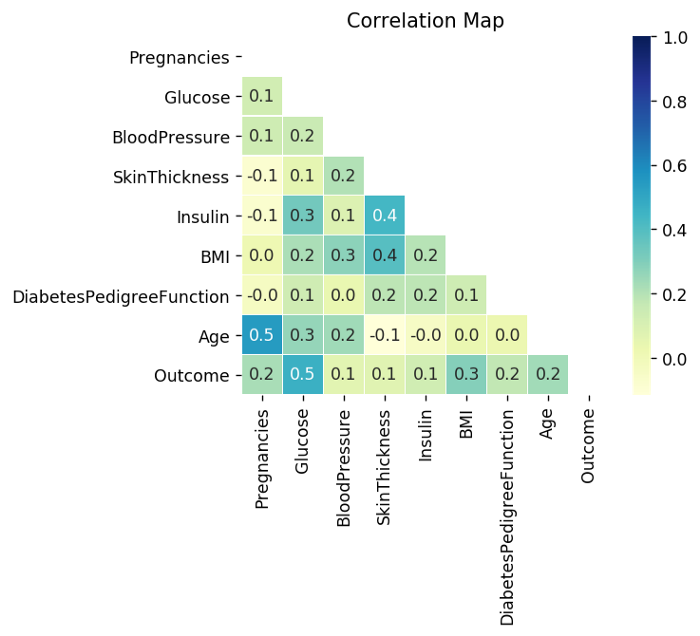 Correlation Map
Pregnancies
Glucose 0.1
BloodPressure 0.1 0.2
SkinThickness -0.1 0.1 0.2
Insulin -0.1 0.3 0.1 0.4
BMI 0.0 0.2 0.3 0.4 0.2
DiabetesPedigreeFunction -0.0 0.1 0.0 0.2 0.2 0.1
Age 0.5 0.3 0.2 -0.1 -0.0 0.0 0.0
Outcome 0.2 0.5 0.1 0.1 0.1 0.3 0.2 0.2
Pregnancies
Glucose
BloodPressure
SkinThickness
Insulin
BMI
DiabetesPedigreeFunction
Age
Outcome
1.0
0.8
0.6
0.4
0.2
0.0